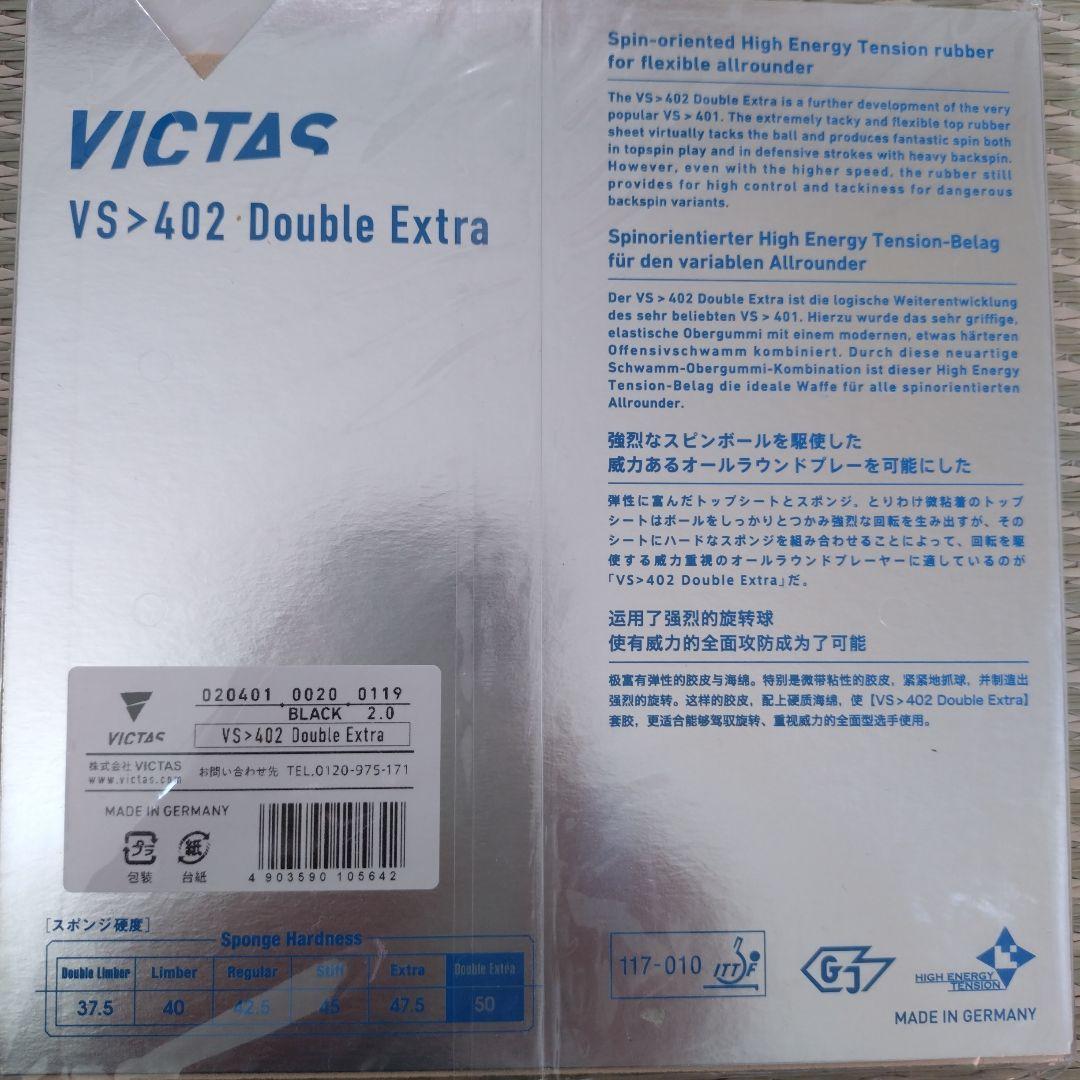 VICTAS
VS>402 Double Extra
Spin-oriented High Energy Tension rubber
for flexible allrounder
The VS>402 Double Extra is a further development of the very
popular VS > 401. The extremely tacky and flexible top rubber
sheet virtually tacks the ball and produces fantastic spin both
in topspin play and in defensive strokes with heavy backspin.
However, even with the higher speed, the rubber still
provides for high control and tackiness for dangerous
backspin variants.
Spinorientierter High Energy Tension-Belag
für den variablen Allrounder
Der VS > 402 Double Extra ist die logische Weiterentwicklung
des sehr beliebten VS > 401. Hierzu wurde das sehr griffige,
elastische Obergummi mit einem modernen, etwas härteren
Offensivschwamm kombiniert. Durch diese neuartige
Schwamm-Obergummi-Kombination ist dieser High Energy
Tension-Belag die ideale Waffe für alle spinorientierten
Allrounder.
強烈なスピンボールを駆使した
威力あるオールラウンドプレーを可能にした
弾性に富んだトップシートとスポンジ。とりわけ微粘着のトップ
シートはボールをしっかりとつかみ強烈な回転を生み出すが、その
シートにハードなスポンジを組み合わせることによって、回転を駆
使する威力重視のオールラウンドプレーヤーに適しているのが
「VS>402 Double Extra」だ。
运用了强烈的旋转球
使有威力的全面攻防成为了可能
极富有弹性的胶皮与海绵。特别是微带粘性的胶皮，紧紧地抓球，并制造出
强烈的旋转。这样的胶皮，配上硬质海绵，使【VS>402 Double Extra】
套胶，更适合能够驾驭旋转、重视威力的全面型选手使用。
020401 0020 0119
BLACK 2.0
VS>402 Double Extra
VICTAS
株式会社 VICTAS
www.victas.com
お問い合わせ先 TEL.0120-975-171
MADE IN GERMANY
プラ
紙
包装
台紙
4 903590 105642
[スポンジ硬度]
Sponge Hardness
Double Limber Limber Regular Stiff Extra Double Extra
37.5 40 42.5 45 47.5 50
117-010 ITTF
HIGH ENERGY
TENSION
MADE IN GERMANY